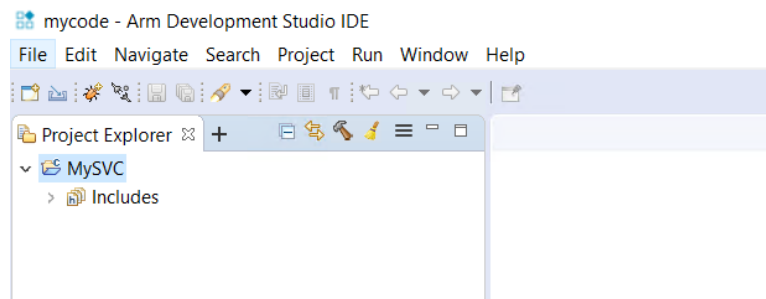 mycode - Arm Development Studio IDE
File Edit Navigate Search Project Run Window Help
Project Explorer
MySVC
Includes